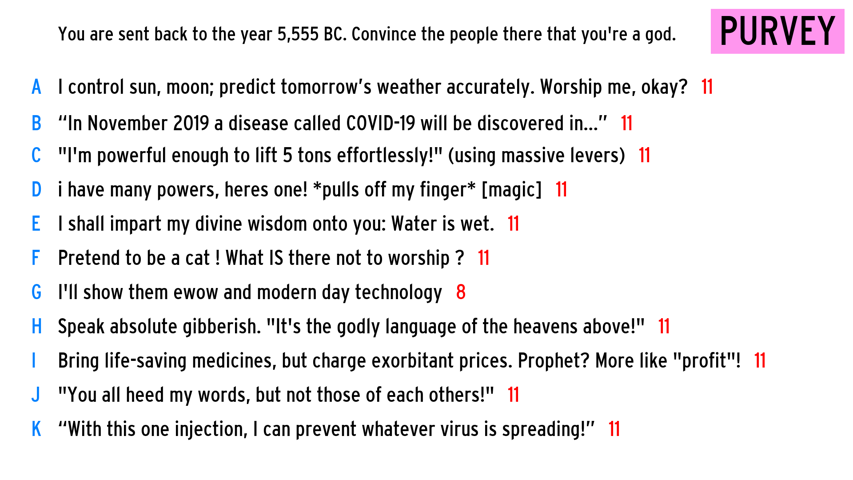 You are sent back to the year 5,555 BC. Convince the people there that you're a god.
PURVEY
A I control sun, moon; predict tomorrow’s weather accurately. Worship me, okay? 11
B “In November 2019 a disease called COVID-19 will be discovered in...” 11
C "I'm powerful enough to lift 5 tons effortlessly!" (using massive levers) 11
D i have many powers, heres one! *pulls off my finger* [magic] 11
E I shall impart my divine wisdom onto you: Water is wet. 11
F Pretend to be a cat ! What IS there not to worship ? 11
G I'll show them ewow and modern day technology 8
H Speak absolute gibberish. "It's the godly language of the heavens above!" 11
I Bring life-saving medicines, but charge exorbitant prices. Prophet? More like "profit"! 11
J "You all heed my words, but not those of each others!" 11
K “With this one injection, I can prevent whatever virus is spreading!” 11